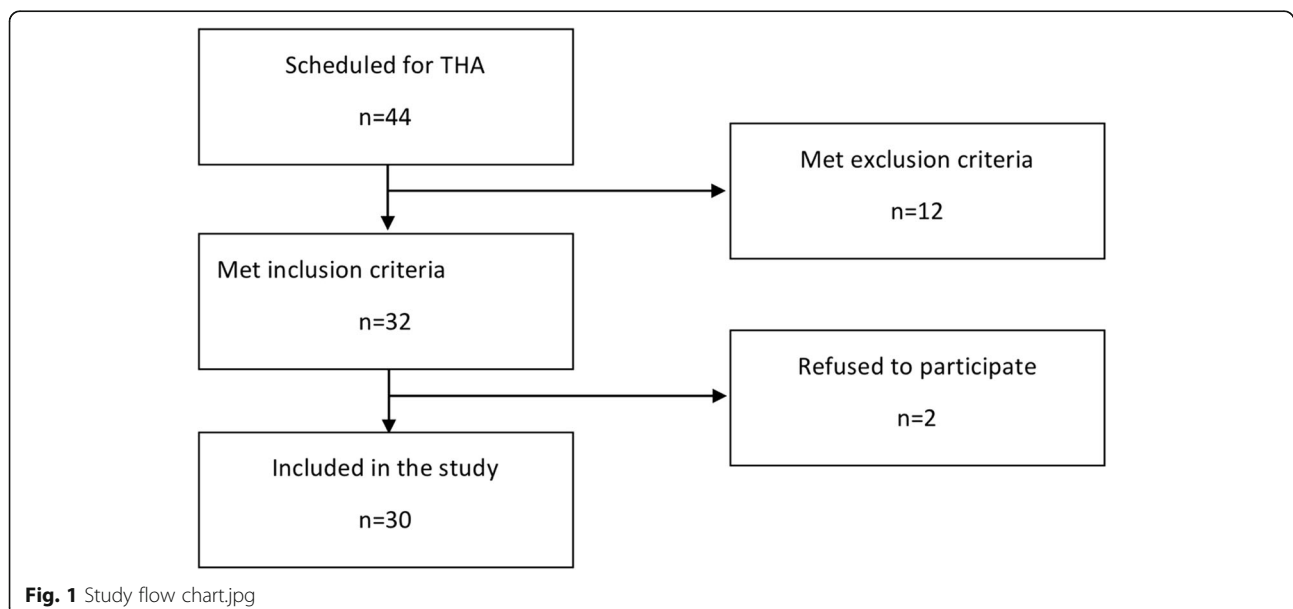 Scheduled for THA
n=44
Met exclusion criteria
n=12
Met inclusion criteria
n=32
Refused to participate
n=2
Included in the study
n=30
Fig. 1 Study flow chart.jpg